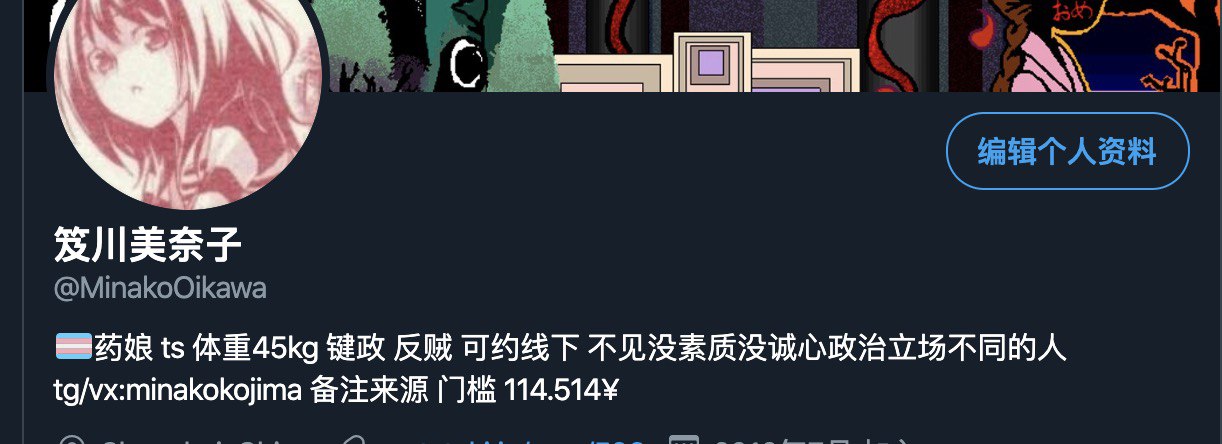 おめ
编辑个人资料
笈川美奈子
@MinakoOikawa
药娘 ts 体重45kg 键政 反贼 可约线下 不见没素质没诚心政治立场不同的人
tg/vx:minakokojima 备注来源 门槛 114.514¥